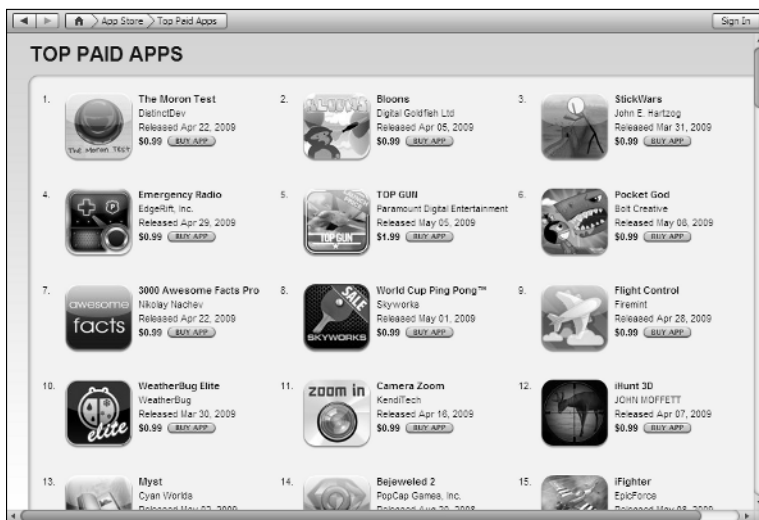 App Store
Top Paid Apps
Sign In
TOP PAID APPS
1.
The Moron Test
DistinctDev
Released Apr 22, 2009
$0.99 BUY APP
THE MORON TEST
2.
Bloons
Digital Goldfish Ltd
Released Apr 05, 2009
$0.99 BUY APP
BLOONS
3.
StickWars
John E. Hartzog
Released Mar 31, 2009
$0.99 BUY APP
4.
Emergency Radio
EdgeRift, Inc.
Released Apr 29, 2009
$0.99 BUY APP
P
5.
TOP GUN
Paramount Digital Entertainment
Released May 05, 2009
$1.99 BUY APP
TOP GUN
6.
Pocket God
Bolt Creative
Released May 06, 2009
$0.99 BUY APP
7.
3000 Awesome Facts Pro
Nikolay Nachev
Released Apr 22, 2009
$0.99 BUY APP
awesome
facts
8.
World Cup Ping Pong™
Skyworks
Released May 01, 2009
$0.99 BUY APP
SALE
SKYWORKS
9.
Flight Control
Firemint
Released Apr 28, 2009
$0.99 BUY APP
10.
WeatherBug Elite
WeatherBug
Released Mar 30, 2009
$0.99 BUY APP
elite
11.
Camera Zoom
KendiTech
Released Apr 16, 2009
$0.99 BUY APP
zoom in
12.
iHunt 3D
JOHN MOFFETT
Released Apr 07, 2009
$0.99 BUY APP
13.
Myst
Cyan Worlds
14.
Bejeweled 2
PopCap Games, Inc.
15.
iFighter
EpicForce